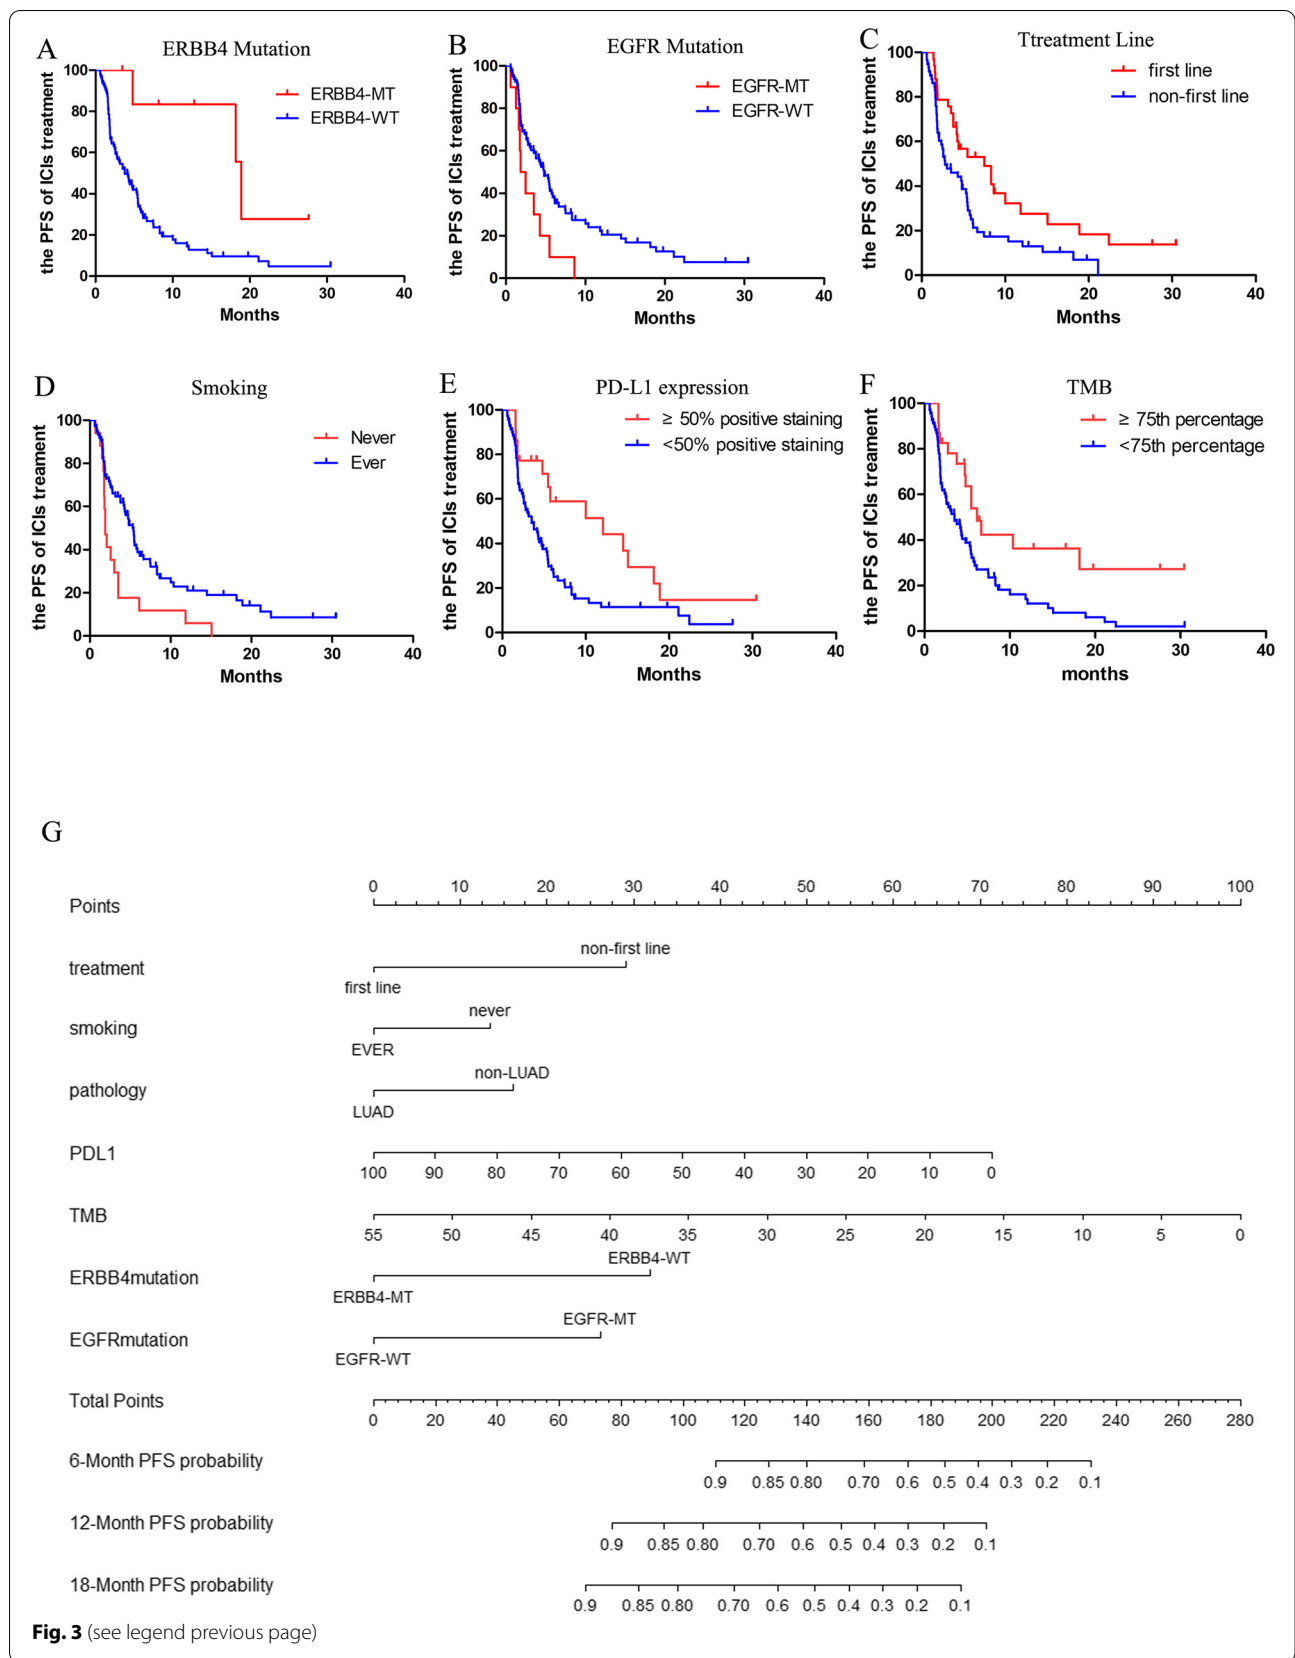 A
ERBB4 Mutation
the PFS of ICIs treatment
100
80
60
40
20
0
0 10 20 30 40
Months
ERBB4-MT
ERBB4-WT
B
EGFR Mutation
the PFS of ICIs treatment
100
80
60
40
20
0
0 10 20 30 40
Months
EGFR-MT
EGFR-WT
C
Ttreatment Line
the PFS of ICIs treatment
100
80
60
40
20
0
0 10 20 30 40
Months
first line
non-first line
D
Smoking
the PFS of ICIs treament
100
80
60
40
20
0
0 10 20 30 40
Months
Never
Ever
E
PD-L1 expression
the PFS of ICIs treatment
100
80
60
40
20
0
0 10 20 30 40
Months
≥ 50% positive staining
<50% positive staining
F
TMB
the PFS of ICIs treament
100
80
60
40
20
0
0 10 20 30 40
months
≥ 75th percentage
<75th percentage
G
0 10 20 30 40 50 60 70 80 90 100
Points
non-first line
treatment
first line
never
smoking
EVER
non-LUAD
pathology
LUAD
PDL1
100 90 80 70 60 50 40 30 20 10 0
TMB
55 50 45 40 35 30 25 20 15 10 5 0
ERBB4-WT
ERBB4mutation
ERBB4-MT
EGFR-MT
EGFRmutation
EGFR-WT
Total Points
0 20 40 60 80 100 120 140 160 180 200 220 240 260 280
6-Month PFS probability
0.9 0.85 0.80 0.70 0.6 0.5 0.4 0.3 0.2 0.1
12-Month PFS probability
0.9 0.85 0.80 0.70 0.6 0.5 0.4 0.3 0.2 0.1
18-Month PFS probability
0.9 0.85 0.80 0.70 0.6 0.5 0.4 0.3 0.2 0.1
Fig. 3 (see legend previous page)